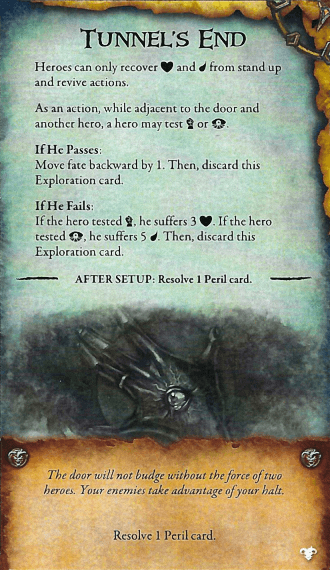 TUNNEL'S END
Heroes can only recover and from stand up
and revive actions.
As an action, while adjacent to the door and
another hero, a hero may test or .
If He Passes:
Move fate backward by 1. Then, discard this
Exploration card.
If He Fails:
If the hero tested , he suffers 3 . If the hero
tested , he suffers 5 . Then, discard this
Exploration card.
AFTER SETUP: Resolve 1 Peril card.
The door will not budge without the force of two
heroes. Your enemies take advantage of your halt.
Resolve 1 Peril card.